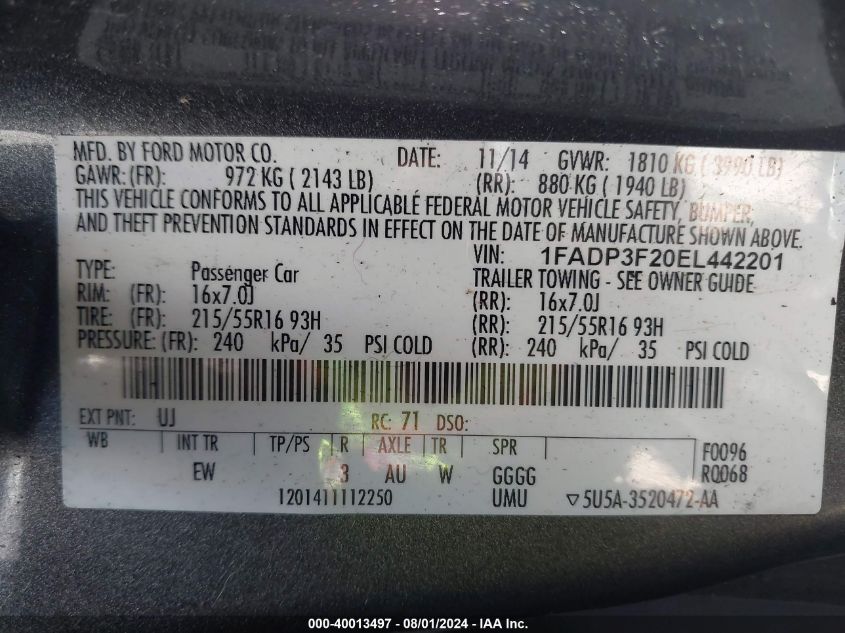 MFD. BY FORD MOTOR CO. DATE: 11/14 GVWR: 1810 KG ( 3990 LB)
GAWR: (FR): 972 KG ( 2143 LB) (RR): 880 KG ( 1940 LB)
THIS VEHICLE CONFORMS TO ALL APPLICABLE FEDERAL MOTOR VEHICLE SAFETY, BUMPER,
AND THEFT PREVENTION STANDARDS IN EFFECT ON THE DATE OF MANUFACTURE SHOWN ABOVE.
VIN: 1FADP3F20EL442201
TYPE: Passenger Car TRAILER TOWING - SEE OWNER GUIDE
RIM: (FR): 16x7.0J (RR): 16x7.0J
TIRE: (FR): 215/55R16 93H (RR): 215/55R16 93H
PRESSURE: (FR): 240 kPa/ 35 PSI COLD (RR): 240 kPa/ 35 PSI COLD
EXT PNT: UJ RC: 71 DSO:
WB INT TR TP/PS R AXLE TR SPR F0096
EW 3 AU W GGGG R0068
1201411112250 UMU ▽5U5A-3520472-AA
000-40013497 - 08/01/2024 - IAA Inc.